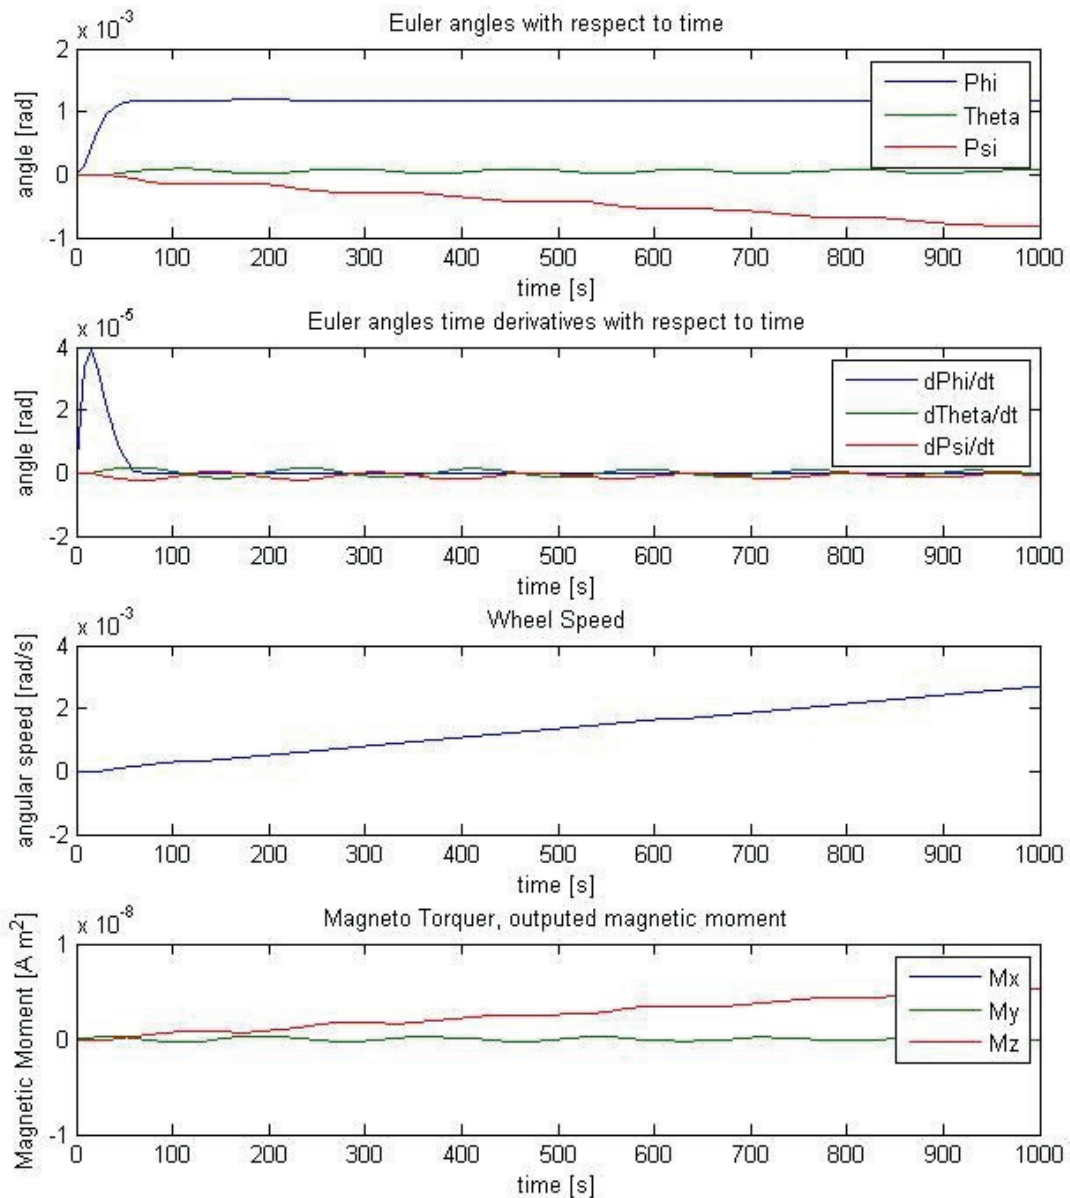 Euler angles with respect to time
x 10⁻³
2
1
0
-1
angle [rad]
Phi
Theta
Psi
0 100 200 300 400 500 600 700 800 900 1000
time [s]
Euler angles time derivatives with respect to time
x 10⁻⁵
4
2
0
-2
angle [rad]
dPhi/dt
dTheta/dt
dPsi/dt
0 100 200 300 400 500 600 700 800 900 1000
time [s]
Wheel Speed
x 10⁻³
4
2
0
-2
angular speed [rad/s]
0 100 200 300 400 500 600 700 800 900 1000
time [s]
Magneto Torquer, outputed magnetic moment
x 10⁻⁸
1
0
-1
Magnetic Moment [A m²]
Mx
My
Mz
0 100 200 300 400 500 600 700 800 900 1000
time [s]